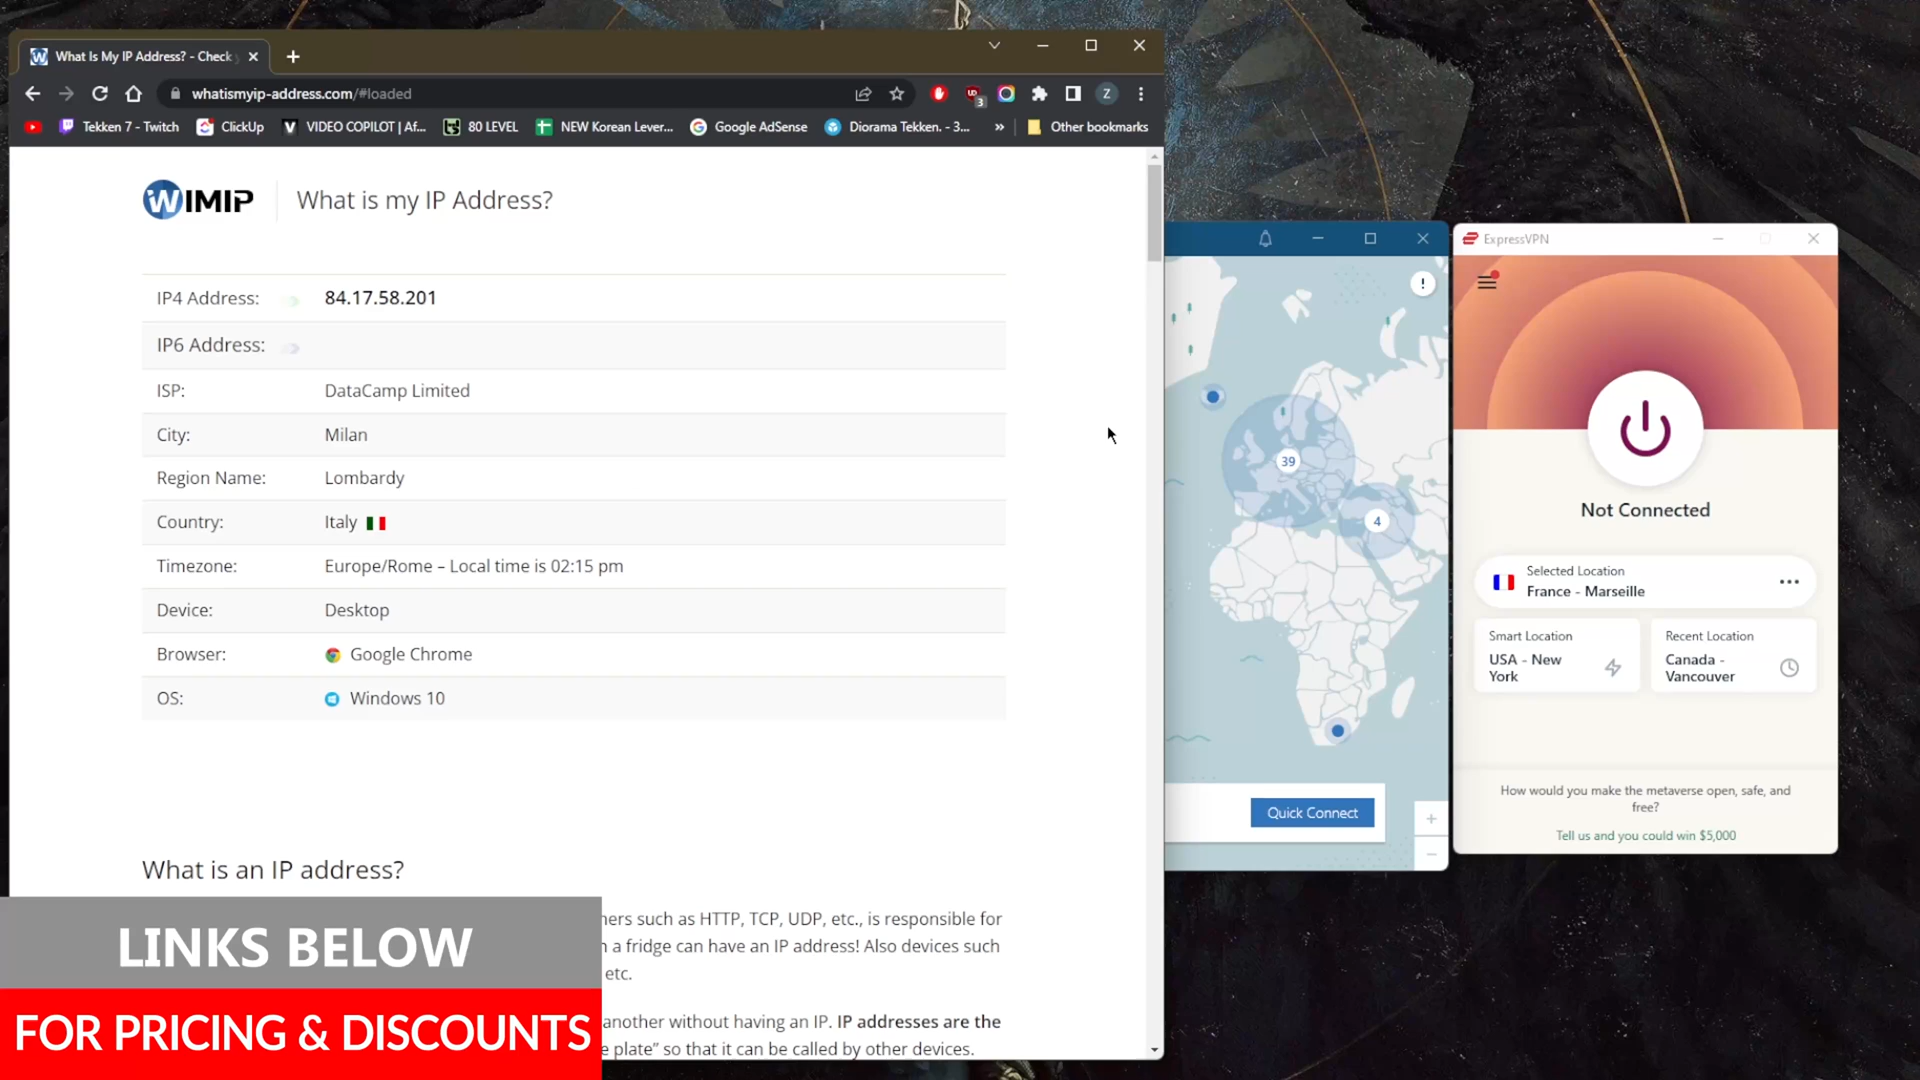 What Is My IP Address? - Check
whatismyip-address.com/#loaded
UD
3
Z
Tekken 7 - Twitch
ClickUp
VIDEO COPILOT | Af...
80 LEVEL
NEW Korean Lever...
Google AdSense
Diorama Tekken. - 3...
»
Other bookmarks
WIMIP
What is my IP Address?
IP4 Address:
84.17.58.201
IP6 Address:
ISP:
DataCamp Limited
City:
Milan
Region Name:
Lombardy
Country:
Italy
Timezone:
Europe/Rome – Local time is 02:15 pm
Device:
Desktop
Browser:
Google Chrome
OS:
Windows 10
What is an IP address?
ners such as HTTP, TCP, UDP, etc., is responsible for
n a fridge can have an IP address! Also devices such
etc.
another without having an IP. IP addresses are the
e plate” so that it can be called by other devices.
LINKS BELOW
FOR PRICING & DISCOUNTS
!
39
4
Quick Connect
ExpressVPN
Not Connected
Selected Location
France - Marseille
Smart Location
USA - New
York
Recent Location
Canada -
Vancouver
How would you make the metaverse open, safe, and
free?
Tell us and you could win $5,000